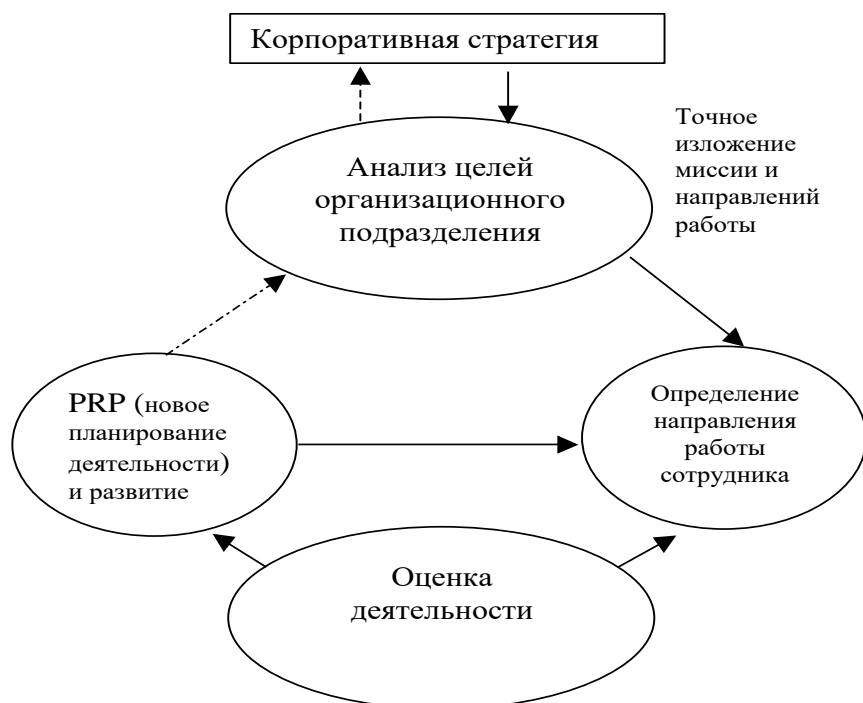 Корпоративная стратегия
Точное
изложение
миссии и
направлений
работы
Анализ целей
организационного
подразделения
PRP (новое
планирование
деятельности)
и развитие
Определение
направления
работы
сотрудника
Оценка
деятельности